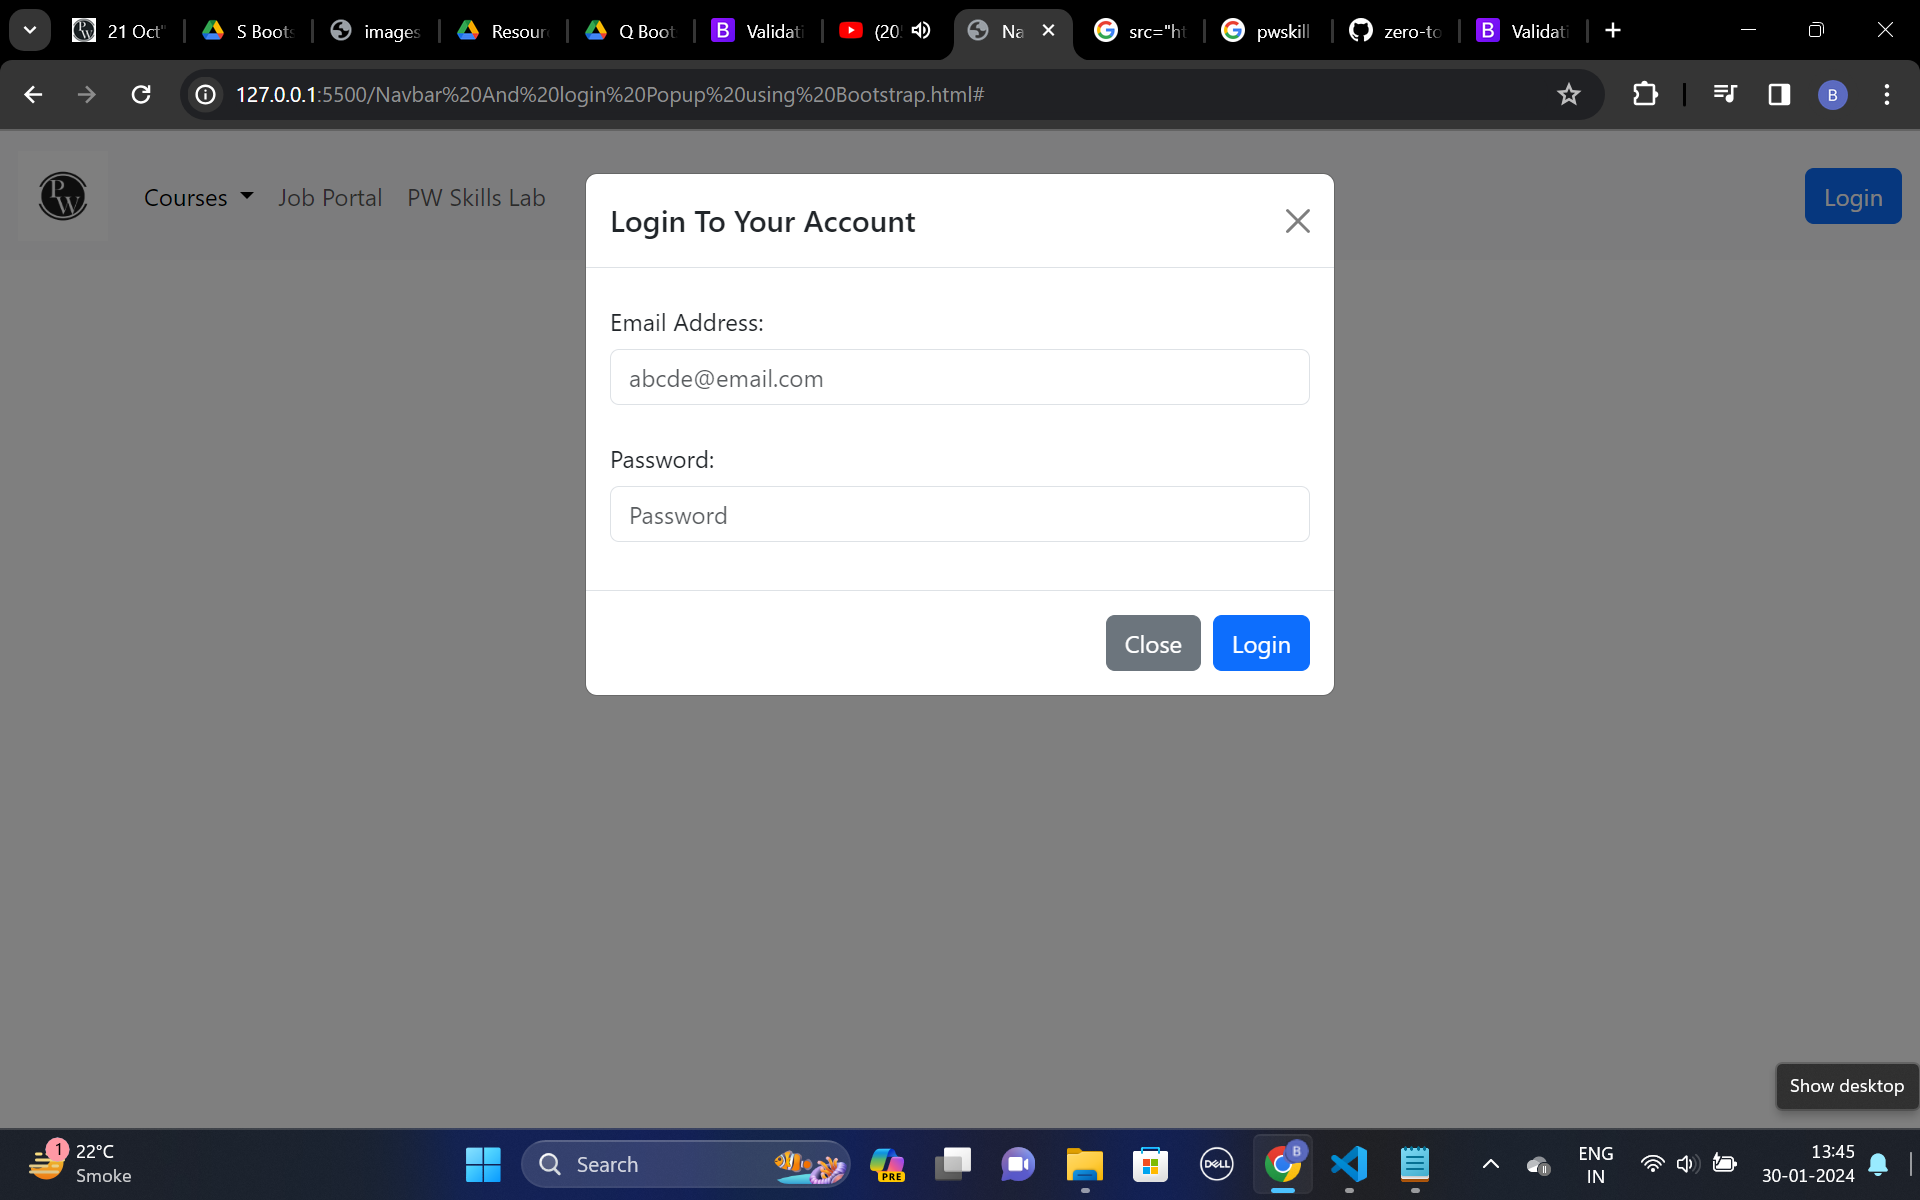 21 Oct'
S Boots
images
Resour
Q Boot
B Validati
(20
Na
src="ht
pwskill
zero-to
B Validati
127.0.0.1:5500/Navbar%20And%20login%20Popup%20using%20Bootstrap.html#
B
PW
Courses
Job Portal
PW Skills Lab
Login
Login To Your Account
Email Address:
abcde@email.com
Password:
Password
Close
Login
Show desktop
1
22°C
Smoke
Search
PRE
DELL
B
ENG
IN
13:45
30-01-2024